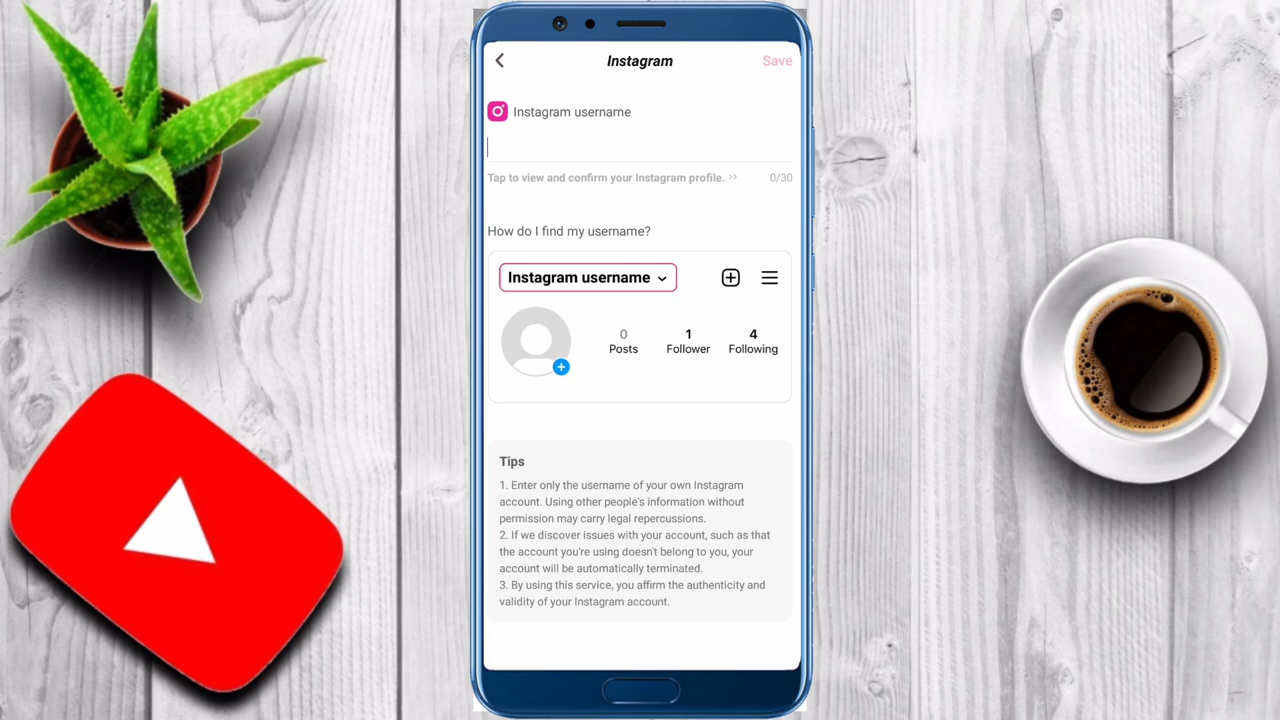 Instagram
Save
Instagram username
Tap to view and confirm your Instagram profile. >>
0/30
How do I find my username?
Instagram username
0
1
4
Posts
Follower
Following
Tips
1. Enter only the username of your own Instagram
account. Using other people's information without
permission may carry legal repercussions.
2. If we discover issues with your account, such as that
the account you're using doesn't belong to you, your
account will be automatically terminated.
3. By using this service, you affirm the authenticity and
validity of your Instagram account.